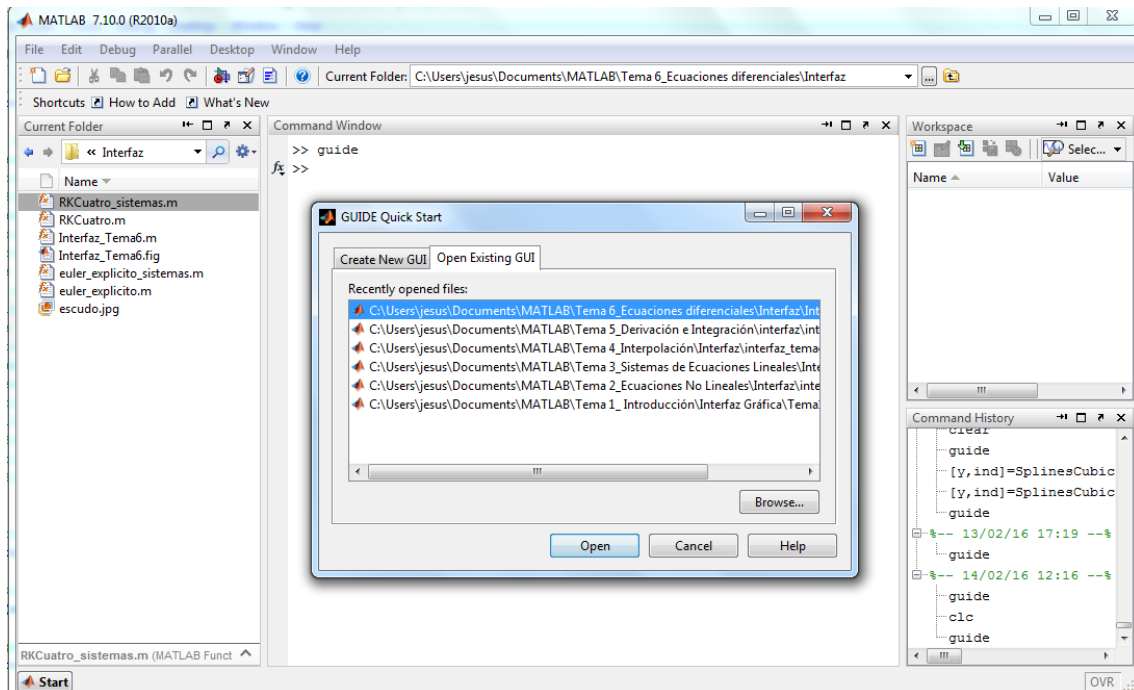 MATLAB 7.10.0 (R2010a)
File Edit Debug Parallel Desktop Window Help
Current Folder: C:\Users\jesus\Documents\MATLAB\Tema 6_Ecuaciones diferenciales\Interfaz
Shortcuts How to Add What's New
Current Folder
« Interfaz
Name
RKCuatro_sistemas.m
RKCuatro.m
Interfaz_Tema6.m
Interfaz_Tema6.fig
euler_explicito_sistemas.m
euler_explicito.m
escudo.jpg
RKCuatro_sistemas.m (MATLAB Funct
Command Window
>> guide
fx >>
GUIDE Quick Start
Create New GUI Open Existing GUI
Recently opened files:
C:\Users\jesus\Documents\MATLAB\Tema 6_Ecuaciones diferenciales\Interfaz\Int
C:\Users\jesus\Documents\MATLAB\Tema 5_Derivación e Integración\interfaz\int
C:\Users\jesus\Documents\MATLAB\Tema 4_Interpolación\Interfaz\interfaz_tema
C:\Users\jesus\Documents\MATLAB\Tema 3_Sistemas de Ecuaciones Lineales\Inte
C:\Users\jesus\Documents\MATLAB\Tema 2_Ecuaciones No Lineales\Interfaz\inte
C:\Users\jesus\Documents\MATLAB\Tema 1_ Introducción\Interfaz Gráfica\Tema
Browse...
Open Cancel Help
Workspace
Selec...
Name Value
Command History
clear
guide
[y,ind]=SplinesCubic
[y,ind]=SplinesCubic
guide
%-- 13/02/16 17:19 --%
guide
%-- 14/02/16 12:16 --%
guide
clc
guide
Start
OVR